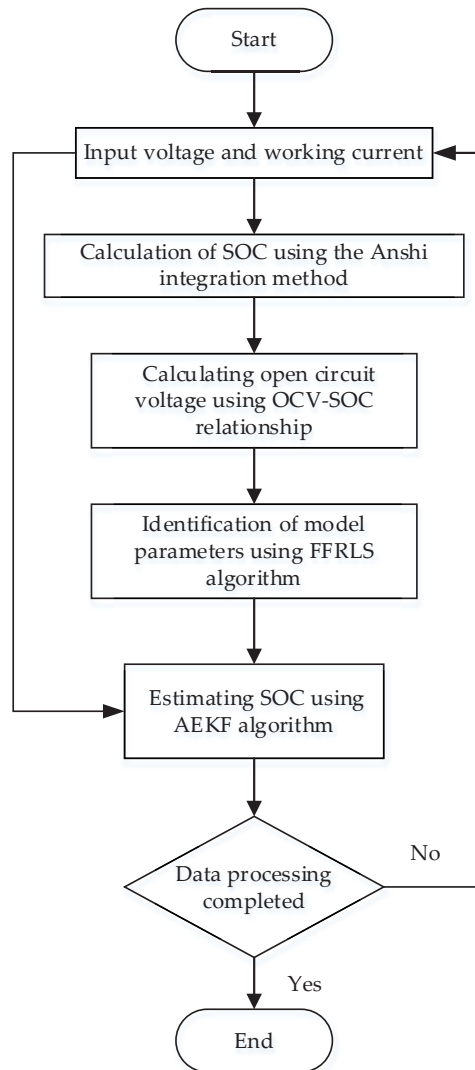 Start
Input voltage and working current
Calculation of SOC using the Anshi
integration method
Calculating open circuit
voltage using OCV-SOC
relationship
Identification of model
parameters using FFRLS
algorithm
Estimating SOC using
AEKF algorithm
Data processing
completed
No
Yes
End